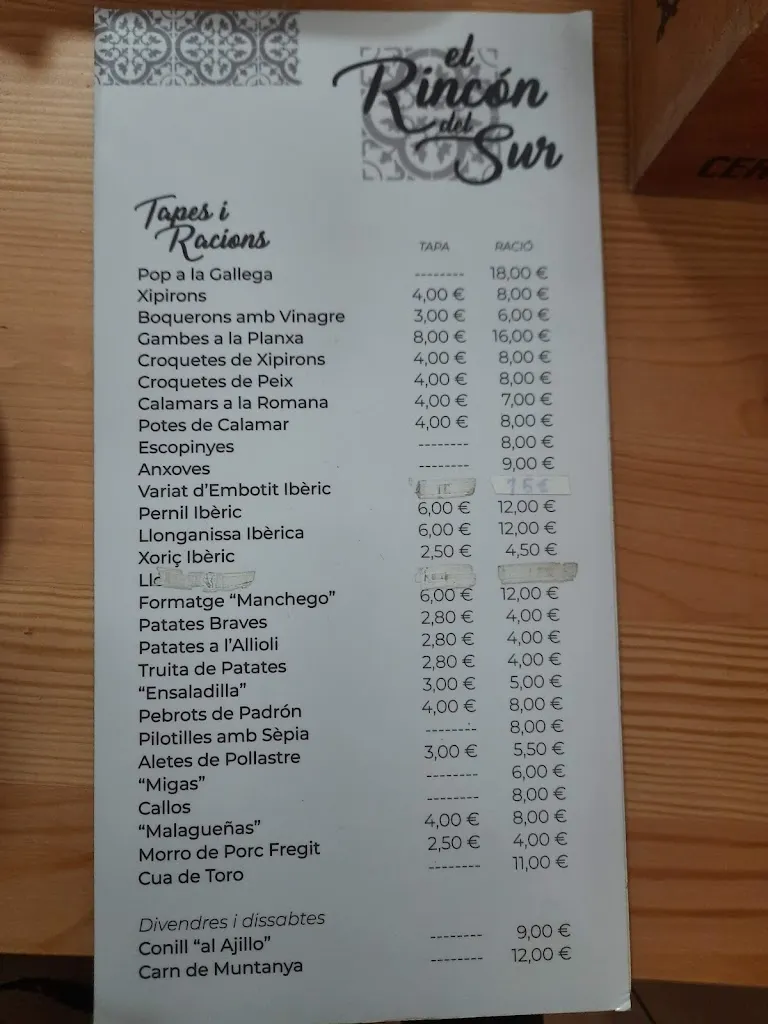 el
Rincón
del
Sur
Tapes i
Racions
TAPA RACIÓ
Pop a la Gallega -------- 18,00 €
Xipirons 4,00 € 8,00 €
Boquerons amb Vinagre 3,00 € 6,00 €
Gambes a la Planxa 8,00 € 16,00 €
Croquetes de Xipirons 4,00 € 8,00 €
Croquetes de Peix 4,00 € 8,00 €
Calamars a la Romana 4,00 € 7,00 €
Potes de Calamar 4,00 € 8,00 €
Escopinyes -------- 8,00 €
Anxoves -------- 9,00 €
Variat d’Embotit Ibèric 15€
Pernil Ibèric 6,00 € 12,00 €
Llonganissa Ibèrica 6,00 € 12,00 €
Xoriç Ibèric 2,50 € 4,50 €
Formatge “Manchego” 6,00 € 12,00 €
Patates Braves 2,80 € 4,00 €
Patates a l’Allioli 2,80 € 4,00 €
Truita de Patates 2,80 € 4,00 €
“Ensaladilla” 3,00 € 5,00 €
Pebrots de Padrón 4,00 € 8,00 €
Pilotilles amb Sèpia -------- 8,00 €
Aletes de Pollastre 3,00 € 5,50 €
“Migas” -------- 6,00 €
Callos -------- 8,00 €
“Malagueñas” 4,00 € 8,00 €
Morro de Porc Fregit 2,50 € 4,00 €
Cua de Toro -------- 11,00 €
Divendres i dissabtes
Conill “al Ajillo” -------- 9,00 €
Carn de Muntanya -------- 12,00 €